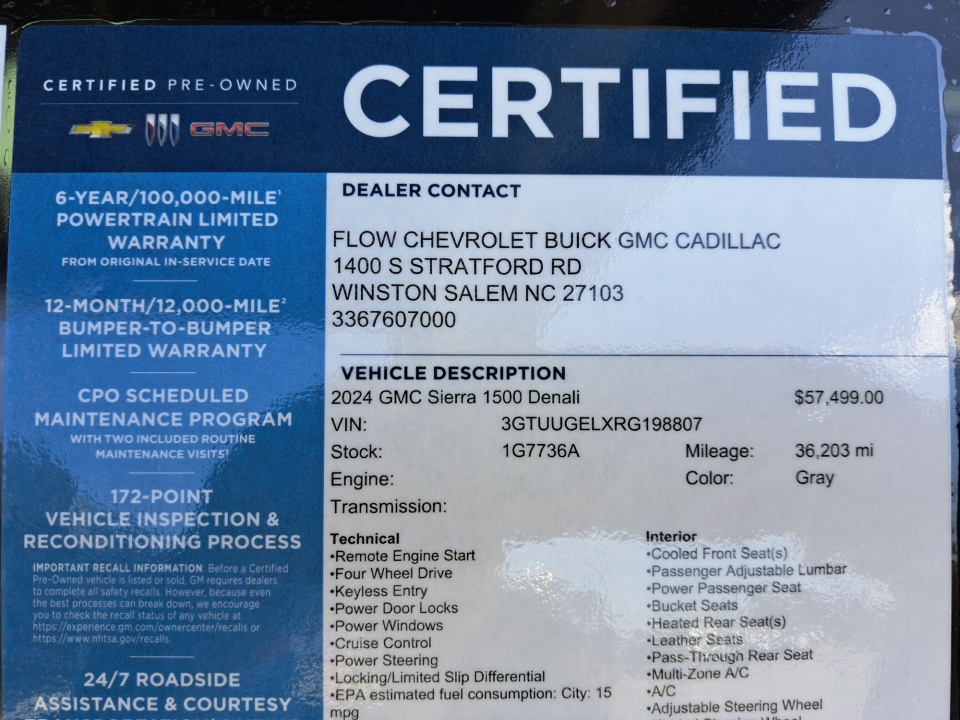 CERTIFIED PRE-OWNED
GMC
CERTIFIED
6-YEAR/100,000-MILE¹
POWERTRAIN LIMITED
WARRANTY
FROM ORIGINAL IN-SERVICE DATE
12-MONTH/12,000-MILE²
BUMPER-TO-BUMPER
LIMITED WARRANTY
CPO SCHEDULED
MAINTENANCE PROGRAM
WITH TWO INCLUDED ROUTINE
MAINTENANCE VISITS³
172-POINT
VEHICLE INSPECTION &
RECONDITIONING PROCESS
IMPORTANT RECALL INFORMATION: Before a Certified
Pre-Owned vehicle is listed or sold, GM requires dealers
to complete all safety recalls. However, because even
the best processes can break down, we encourage
you to check the recall status of any vehicle at
https://experience.gm.com/ownercenter/recalls or
https://www.nhtsa.gov/recalls.
24/7 ROADSIDE
ASSISTANCE & COURTESY
DEALER CONTACT
FLOW CHEVROLET BUICK GMC CADILLAC
1400 S STRATFORD RD
WINSTON SALEM NC 27103
3367607000
VEHICLE DESCRIPTION
2024 GMC Sierra 1500 Denali $57,499.00
VIN: 3GTUUGELXRG198807
Stock: 1G7736A Mileage: 36,203 mi
Engine: Color: Gray
Transmission:
Technical
•Remote Engine Start
•Four Wheel Drive
•Keyless Entry
•Power Door Locks
•Power Windows
•Cruise Control
•Power Steering
•Locking/Limited Slip Differential
•EPA estimated fuel consumption: City: 15
mpg
Interior
•Cooled Front Seat(s)
•Passenger Adjustable Lumbar
•Power Passenger Seat
•Bucket Seats
•Heated Rear Seat(s)
•Leather Seats
•Pass-Through Rear Seat
•Multi-Zone A/C
•A/C
•Adjustable Steering Wheel